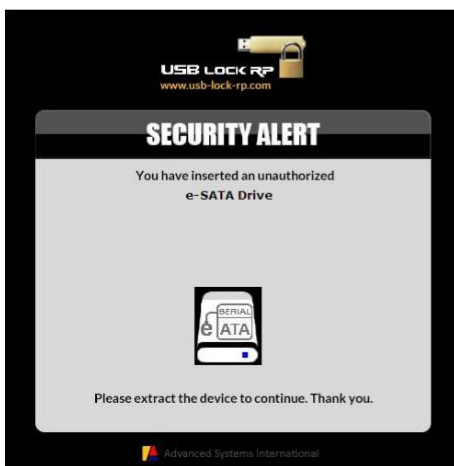 USB LOCK RP
www.usb-lock-rp.com
SECURITY ALERT
You have inserted an unauthorized
e-SATA Drive
SERIAL
e ATA
Please extract the device to continue. Thank you.
Advanced Systems International